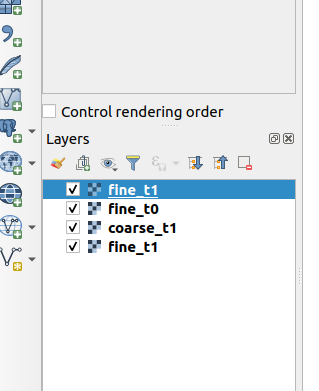 Control rendering order
Layers
fine_t1
fine_t0
coarse_t1
fine_t1